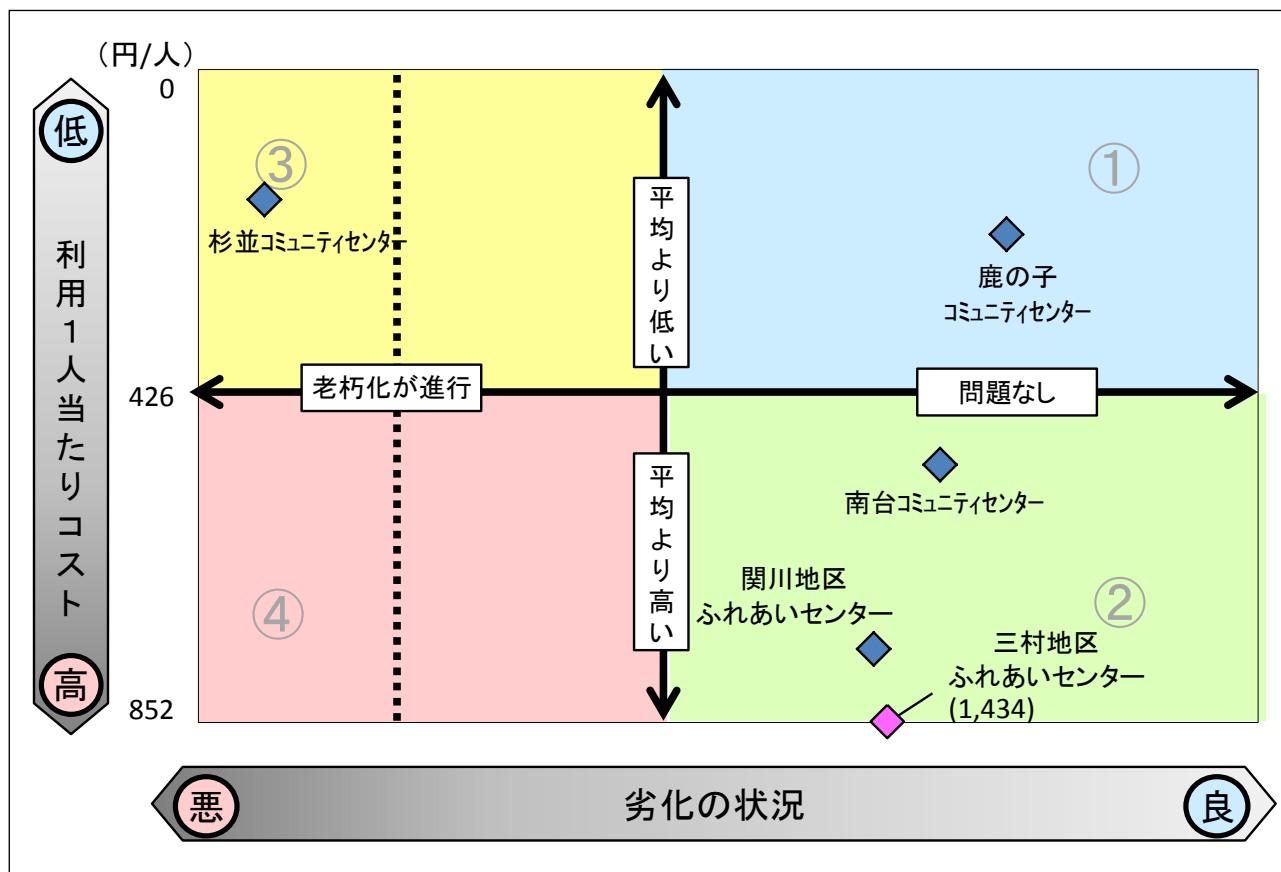 (円/人)
0
426
852
低
利用１人当たりコスト
高
③
①
杉並コミュニティセンター
鹿の子
コミュニティセンター
平均より低い
老朽化が進行
問題なし
平均より高い
南台コミュニティセンター
関川地区
ふれあいセンター
④
②
三村地区
ふれあいセンター
(1,434)
悪
劣化の状況
良